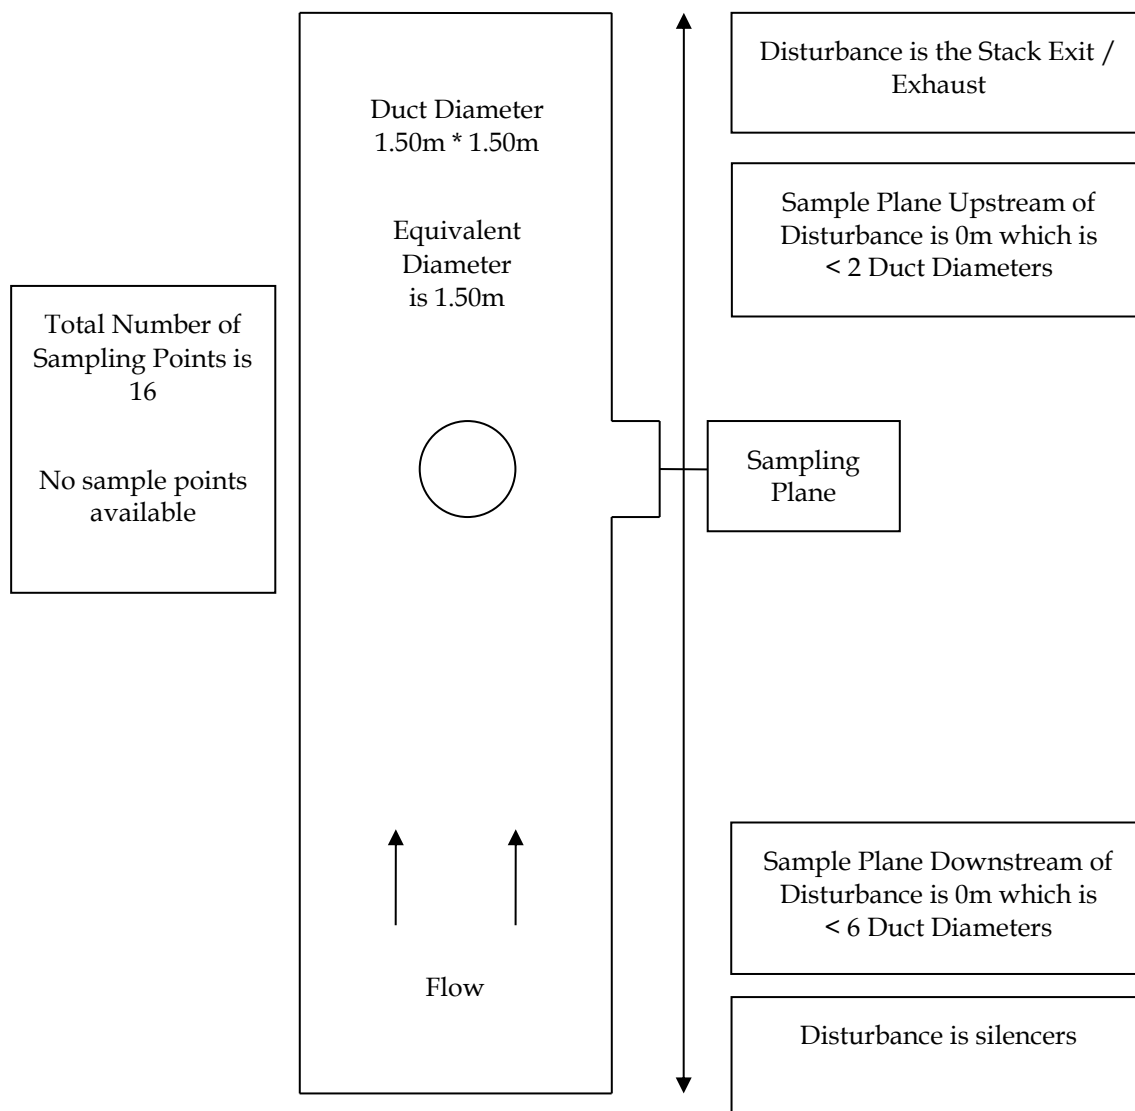 Disturbance is the Stack Exit /
Exhaust
Duct Diameter
1.50m * 1.50m
Sample Plane Upstream of
Disturbance is 0m which is
< 2 Duct Diameters
Equivalent
Diameter
is 1.50m
Total Number of
Sampling Points is
16
No sample points
available
Sampling
Plane
Sample Plane Downstream of
Disturbance is 0m which is
< 6 Duct Diameters
Flow
Disturbance is silencers